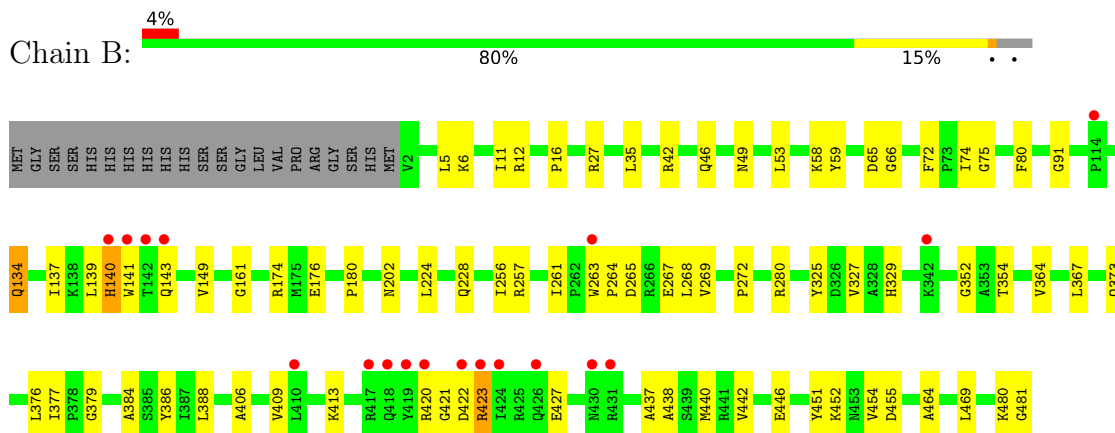 4%
Chain B:
80% 15% • •
MET GLY SER SER HIS HIS HIS HIS HIS HIS SER SER GLY LEU VAL PRO ARG GLY SER HIS MET V2 L5 K6 I11 R12 P16 R27 L35 R42 Q46 N49 L53 K58 Y59 D65 G66 F72 P73 I74 G75 F80 G91 P114
Q134 I137 K138 L139 H140 W141 T142 Q143 V149 G161 R174 M175 E176 P180 N202 L224 Q228 I256 R257 I261 P262 W263 P264 D265 R266 E267 L268 V269 P272 R280 Y325 D326 V327 A328 H329 K342 G352 A353 T354 V364 L367
L376 I377 P378 G379 A384 S385 Y386 I387 L388 A406 V409 L410 K413 R417 Q418 Y419 R420 G421 D422 R423 I424 R425 Q426 E427 N430 R431 A437 A438 S439 M440 R441 V442 E446 Y451 K452 N453 V454 D455 A464 L469 K480 G481